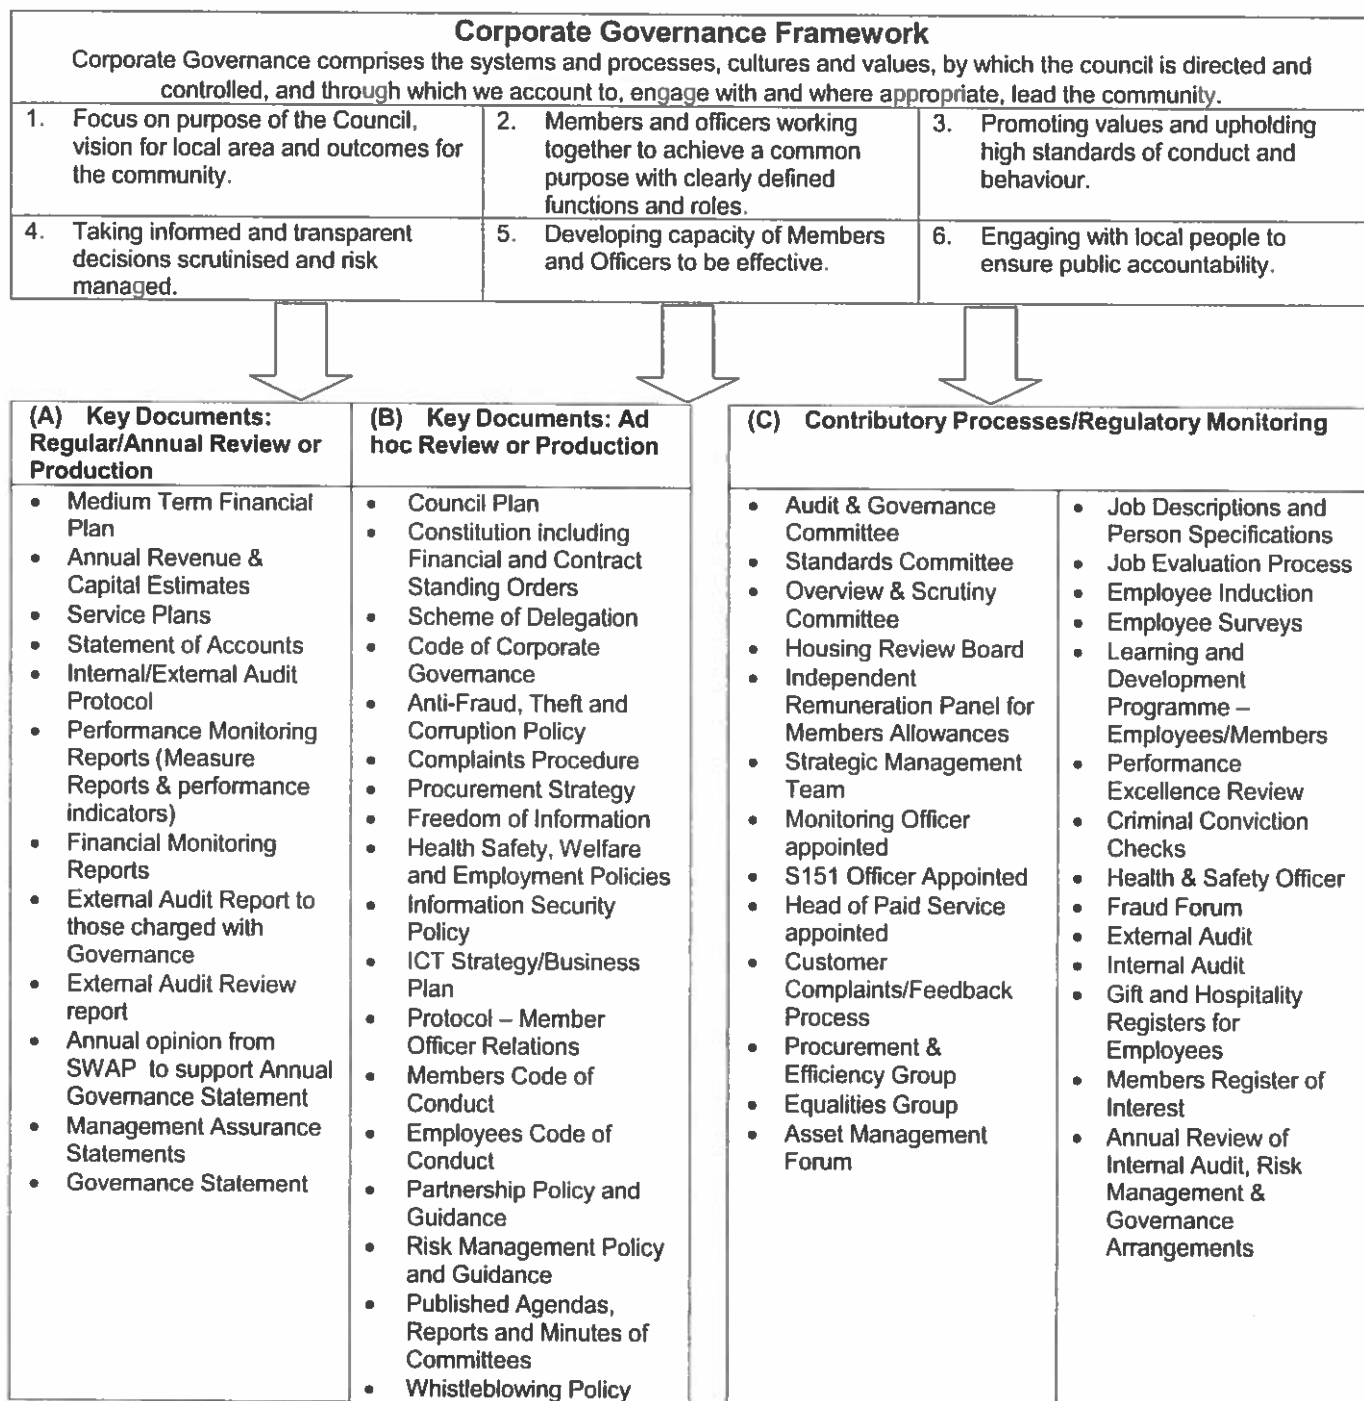 Corporate Governance Framework
Corporate Governance comprises the systems and processes, cultures and values, by which the council is directed and
controlled, and through which we account to, engage with and where appropriate, lead the community.
1. Focus on purpose of the Council,
vision for local area and outcomes for
the community.
2. Members and officers working
together to achieve a common
purpose with clearly defined
functions and roles.
3. Promoting values and upholding
high standards of conduct and
behaviour.
4. Taking informed and transparent
decisions scrutinised and risk
managed.
5. Developing capacity of Members
and Officers to be effective.
6. Engaging with local people to
ensure public accountability.
(A) Key Documents:
Regular/Annual Review or
Production
• Medium Term Financial
Plan
• Annual Revenue &
Capital Estimates
• Service Plans
• Statement of Accounts
• Internal/External Audit
Protocol
• Performance Monitoring
Reports (Measure
Reports & performance
indicators)
• Financial Monitoring
Reports
• External Audit Report to
those charged with
Governance
• External Audit Review
report
• Annual opinion from
SWAP to support Annual
Governance Statement
• Management Assurance
Statements
• Governance Statement
(B) Key Documents: Ad
hoc Review or Production
• Council Plan
• Constitution including
Financial and Contract
Standing Orders
• Scheme of Delegation
• Code of Corporate
Governance
• Anti-Fraud, Theft and
Corruption Policy
• Complaints Procedure
• Procurement Strategy
• Freedom of Information
• Health Safety, Welfare
and Employment Policies
• Information Security
Policy
• ICT Strategy/Business
Plan
• Protocol – Member
Officer Relations
• Members Code of
Conduct
• Employees Code of
Conduct
• Partnership Policy and
Guidance
• Risk Management Policy
and Guidance
• Published Agendas,
Reports and Minutes of
Committees
• Whistleblowing Policy
(C) Contributory Processes/Regulatory Monitoring
• Audit & Governance
Committee
• Standards Committee
• Overview & Scrutiny
Committee
• Housing Review Board
• Independent
Remuneration Panel for
Members Allowances
• Strategic Management
Team
• Monitoring Officer
appointed
• S151 Officer Appointed
• Head of Paid Service
appointed
• Customer
Complaints/Feedback
Process
• Procurement &
Efficiency Group
• Equalities Group
• Asset Management
Forum
• Job Descriptions and
Person Specifications
• Job Evaluation Process
• Employee Induction
• Employee Surveys
• Learning and
Development
Programme –
Employees/Members
• Performance
Excellence Review
• Criminal Conviction
Checks
• Health & Safety Officer
• Fraud Forum
• External Audit
• Internal Audit
• Gift and Hospitality
Registers for
Employees
• Members Register of
Interest
• Annual Review of
Internal Audit, Risk
Management &
Governance
Arrangements